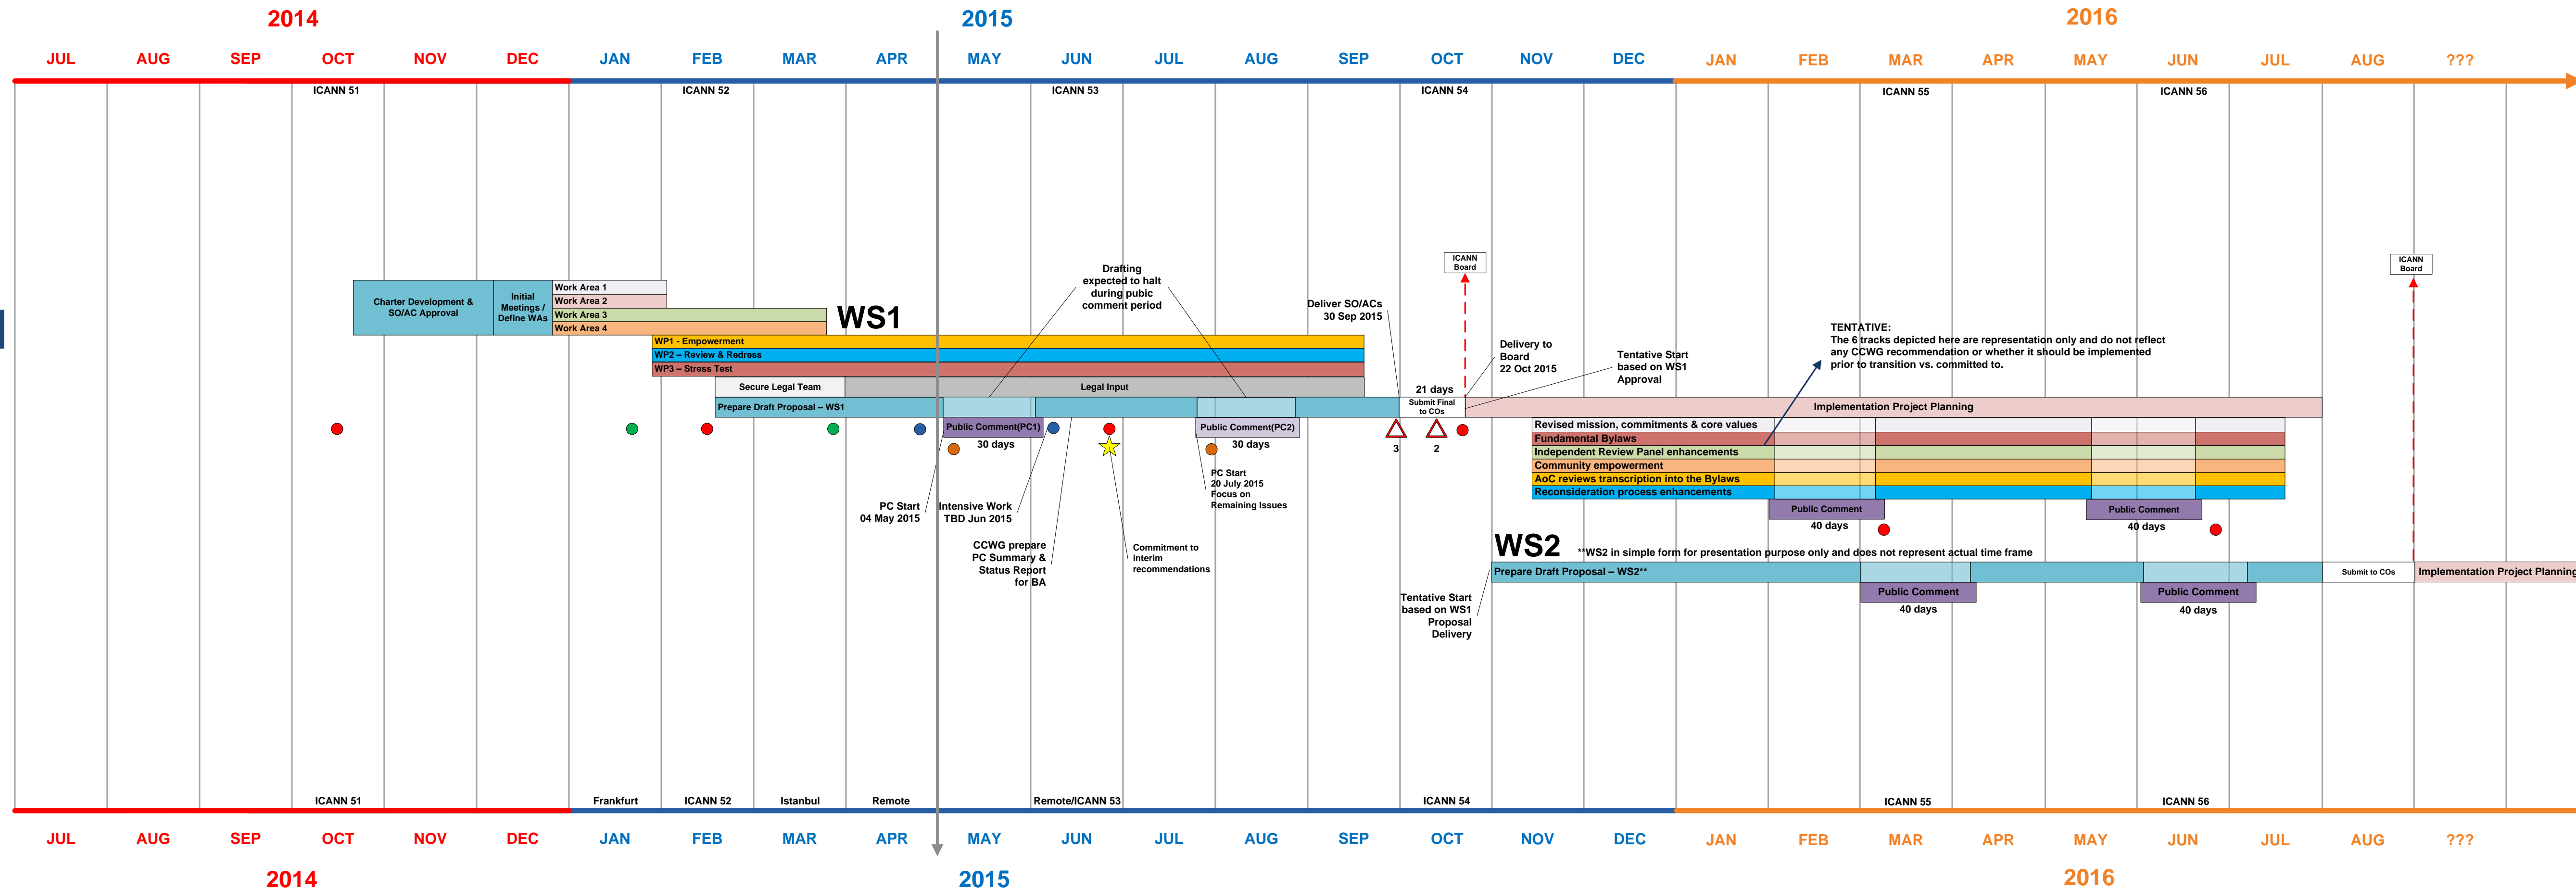 2014
2015
2016
JUL AUG SEP OCT NOV DEC JAN FEB MAR APR MAY JUN JUL AUG SEP OCT NOV DEC JAN FEB MAR APR MAY JUN JUL AUG ???
ICANN 51
ICANN 52
ICANN 53
ICANN 54
ICANN 55
ICANN 56
Charter Development &
SO/AC Approval
Initial
Meetings /
Define WAs
Work Area 1
Work Area 2
Work Area 3
Work Area 4
WS1
WP1 - Empowerment
WP2 – Review & Redress
WP3 – Stress Test
Secure Legal Team
Legal Input
Prepare Draft Proposal – WS1
Drafting
expected to halt
during pubic
comment period
Public Comment(PC1)
30 days
Public Comment(PC2)
30 days
PC Start
04 May 2015
Intensive Work
TBD Jun 2015
CCWG prepare
PC Summary &
Status Report
for BA
Commitment to
interim
recommendations
PC Start
20 July 2015
Focus on
Remaining Issues
Deliver SO/ACs
30 Sep 2015
21 days
Submit Final
to COs
3
2
ICANN
Board
Delivery to
Board
22 Oct 2015
Tentative Start
based on WS1
Approval
Implementation Project Planning
TENTATIVE:
The 6 tracks depicted here are representation only and do not reflect
any CCWG recommendation or whether it should be implemented
prior to transition vs. committed to.
Revised mission, commitments & core values
Fundamental Bylaws
Independent Review Panel enhancements
Community empowerment
AoC reviews transcription into the Bylaws
Reconsideration process enhancements
Public Comment
40 days
Public Comment
40 days
WS2
**WS2 in simple form for presentation purpose only and does not represent actual time frame
Prepare Draft Proposal – WS2**
Tentative Start
based on WS1
Proposal
Delivery
Public Comment
40 days
Public Comment
40 days
Submit to COs
Implementation Project Planning
ICANN
Board
ICANN 51
Frankfurt
ICANN 52
Istanbul
Remote
Remote/ICANN 53
ICANN 54
ICANN 55
ICANN 56
JUL AUG SEP OCT NOV DEC JAN FEB MAR APR MAY JUN JUL AUG SEP OCT NOV DEC JAN FEB MAR APR MAY JUN JUL AUG ???
2014
2015
2016